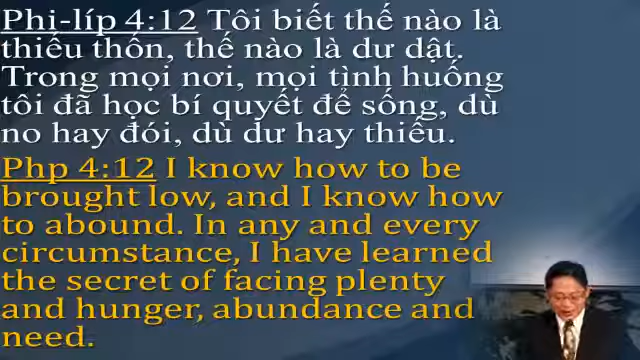 Phi-líp 4:12 Tôi biết thế nào là
thiếu thốn, thế nào là dư dật.
Trong mọi nơi, mọi tình huống
tôi đã học bí quyết để sống, dù
no hay đói, dù dư hay thiếu.
Php 4:12 I know how to be
brought low, and I know how
to abound. In any and every
circumstance, I have learned
the secret of facing plenty
and hunger, abundance and
need.